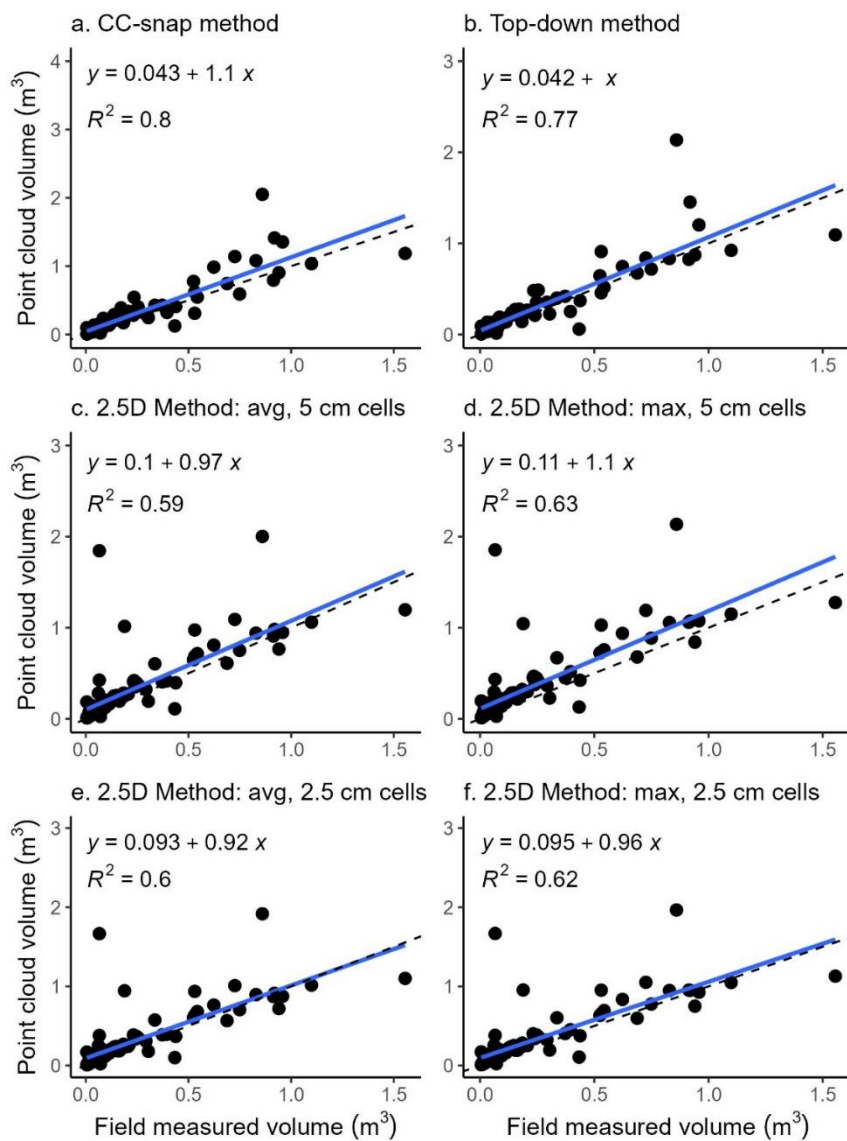 a. CC-snap method
b. Top-down method
4
3
2
1
0
y = 0.043 + 1.1 x
R² = 0.8
3
2
1
0
y = 0.042 +  x
R² = 0.77
Point cloud volume (m³)
0.0 0.5 1.0 1.5
0.0 0.5 1.0 1.5
c. 2.5D Method: avg, 5 cm cells
d. 2.5D Method: max, 5 cm cells
3
2
1
0
y = 0.1 + 0.97 x
R² = 0.59
3
2
1
0
y = 0.11 + 1.1 x
R² = 0.63
Point cloud volume (m³)
0.0 0.5 1.0 1.5
0.0 0.5 1.0 1.5
e. 2.5D Method: avg, 2.5 cm cells
f. 2.5D Method: max, 2.5 cm cells
3
2
1
0
y = 0.093 + 0.92 x
R² = 0.6
3
2
1
0
y = 0.095 + 0.96 x
R² = 0.62
Point cloud volume (m³)
0.0 0.5 1.0 1.5
0.0 0.5 1.0 1.5
Field measured volume (m³)
Field measured volume (m³)